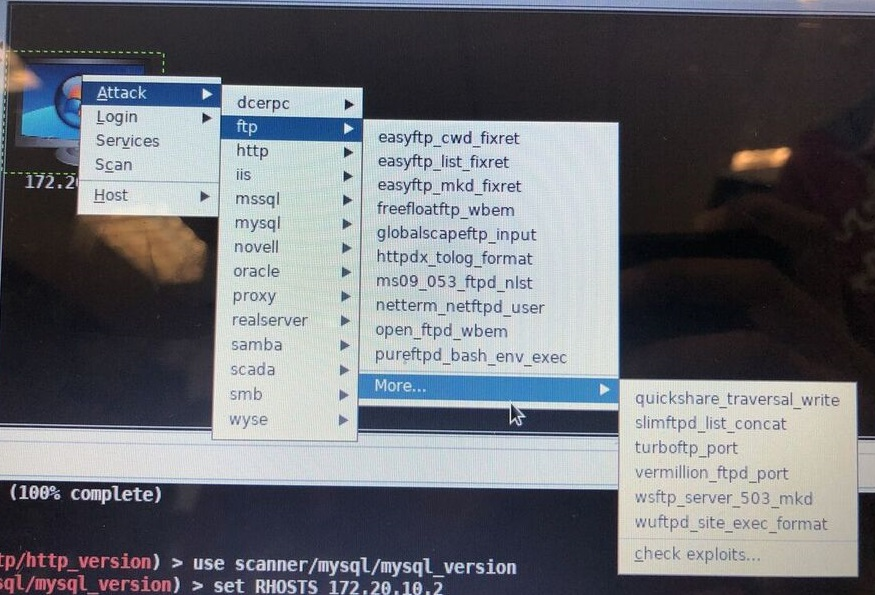 Attack
Login
Services
Scan
Host
172.2
dcerpc
ftp
http
iis
mssql
mysql
novell
oracle
proxy
realserver
samba
scada
smb
wyse
easyftp_cwd_fixret
easyftp_list_fixret
easyftp_mkd_fixret
freefloatftp_wbem
globalscapeftp_input
httpdx_tolog_format
ms09_053_ftpd_nlst
netterm_netftpd_user
open_ftpd_wbem
pureftpd_bash_env_exec
More...
quickshare_traversal_write
slimftpd_list_concat
turboftp_port
vermillion_ftpd_port
wsftp_server_503_mkd
wuftpd_site_exec_format
check exploits...
(100% complete)
tp/http_version) > use scanner/mysql/mysql_version
sql/mysql_version) > set RHOSTS 172.20.10.2